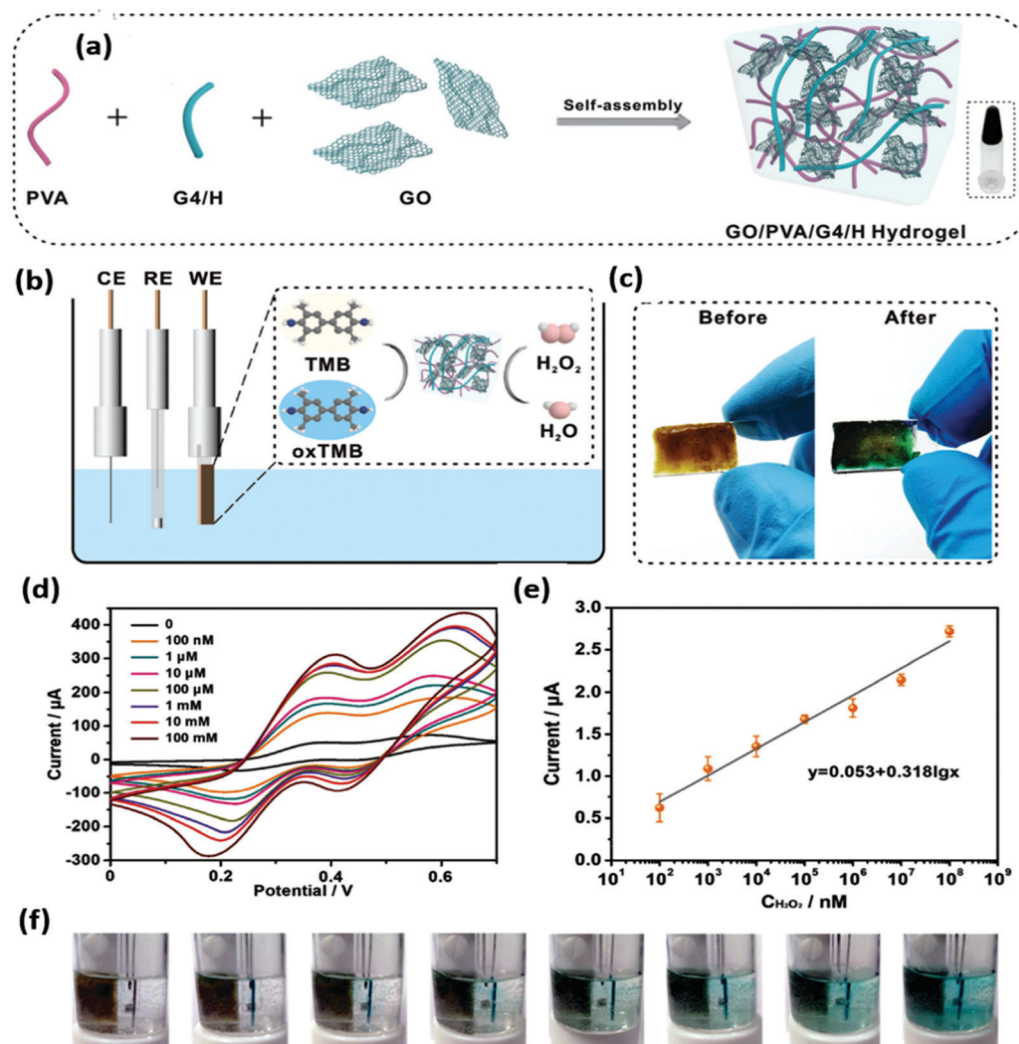 (a)
Self-assembly
+
+
PVA
G4/H
GO
GO/PVA/G4/H Hydrogel
(b)
CE RE WE
TMB
oxTMB
H₂O₂
H₂O
(c)
Before After
(d)
400
300
200
100
0
-100
-200
-300
Current / µA
0
100 nM
1 µM
10 µM
100 µM
1 mM
10 mM
100 mM
0.0 0.2 0.4 0.6
Potential / V
(e)
3.0
2.5
2.0
1.5
1.0
0.5
0.0
Current / µA
y=0.053+0.318lgx
10¹ 10² 10³ 10⁴ 10⁵ 10⁶ 10⁷ 10⁸ 10⁹
C_H₂O₂ / nM
(f)